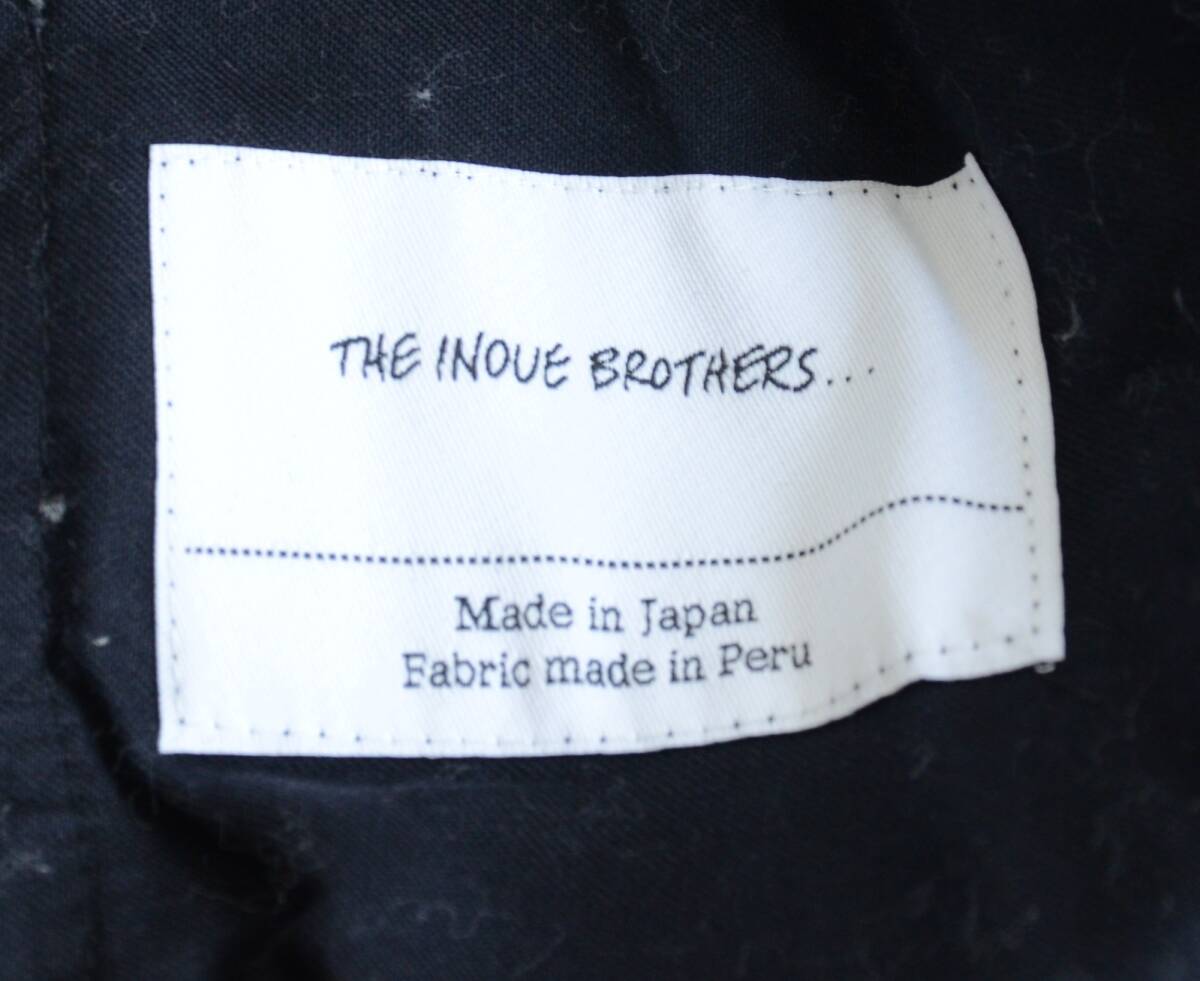 THE INOUE BROTHERS...
Made in Japan
Fabric made in Peru